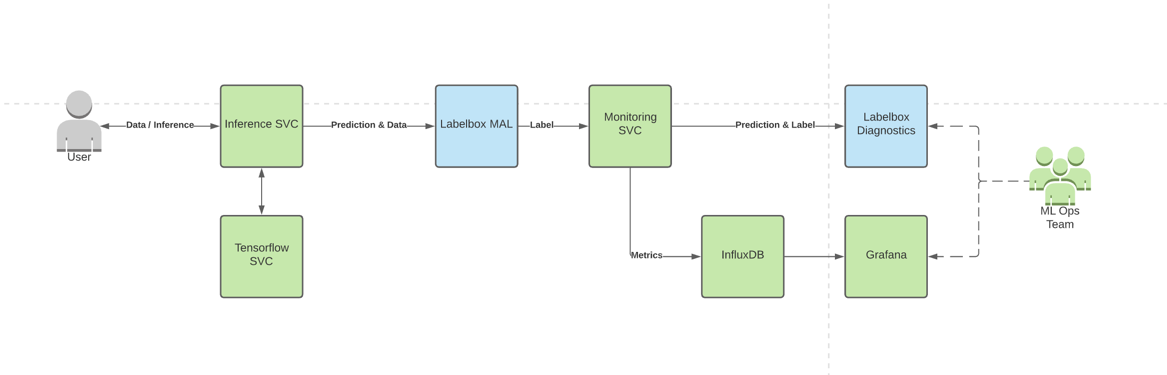 User
Data / Inference
Inference SVC
Prediction & Data
Labelbox MAL
Label
Monitoring
SVC
Prediction & Label
Labelbox
Diagnostics
ML Ops
Team
Tensorflow
SVC
Metrics
InfluxDB
Grafana